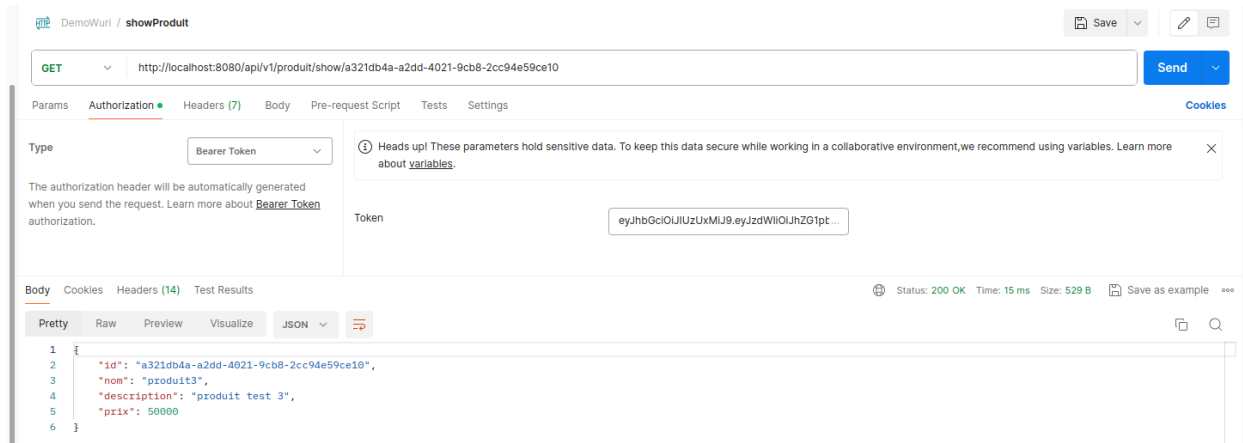 HTTP DemoWuri / showProduit Save
GET http://localhost:8080/api/v1/produit/show/a321db4a-a2dd-4021-9cb8-2cc94e59ce10 Send
Params Authorization Headers (7) Body Pre-request Script Tests Settings Cookies
Type Bearer Token
Heads up! These parameters hold sensitive data. To keep this data secure while working in a collaborative environment,we recommend using variables. Learn more
about variables.
The authorization header will be automatically generated
when you send the request. Learn more about Bearer Token
authorization.
Token eyJhbGciOiJIUzUxMiJ9.eyJzdWIiOiJhZG1pb...
Body Cookies Headers (14) Test Results Status: 200 OK Time: 15 ms Size: 529 B Save as example
Pretty Raw Preview Visualize JSON
1 {
2 "id": "a321db4a-a2dd-4021-9cb8-2cc94e59ce10",
3 "nom": "produit3",
4 "description": "produit test 3",
5 "prix": 50000
6 }